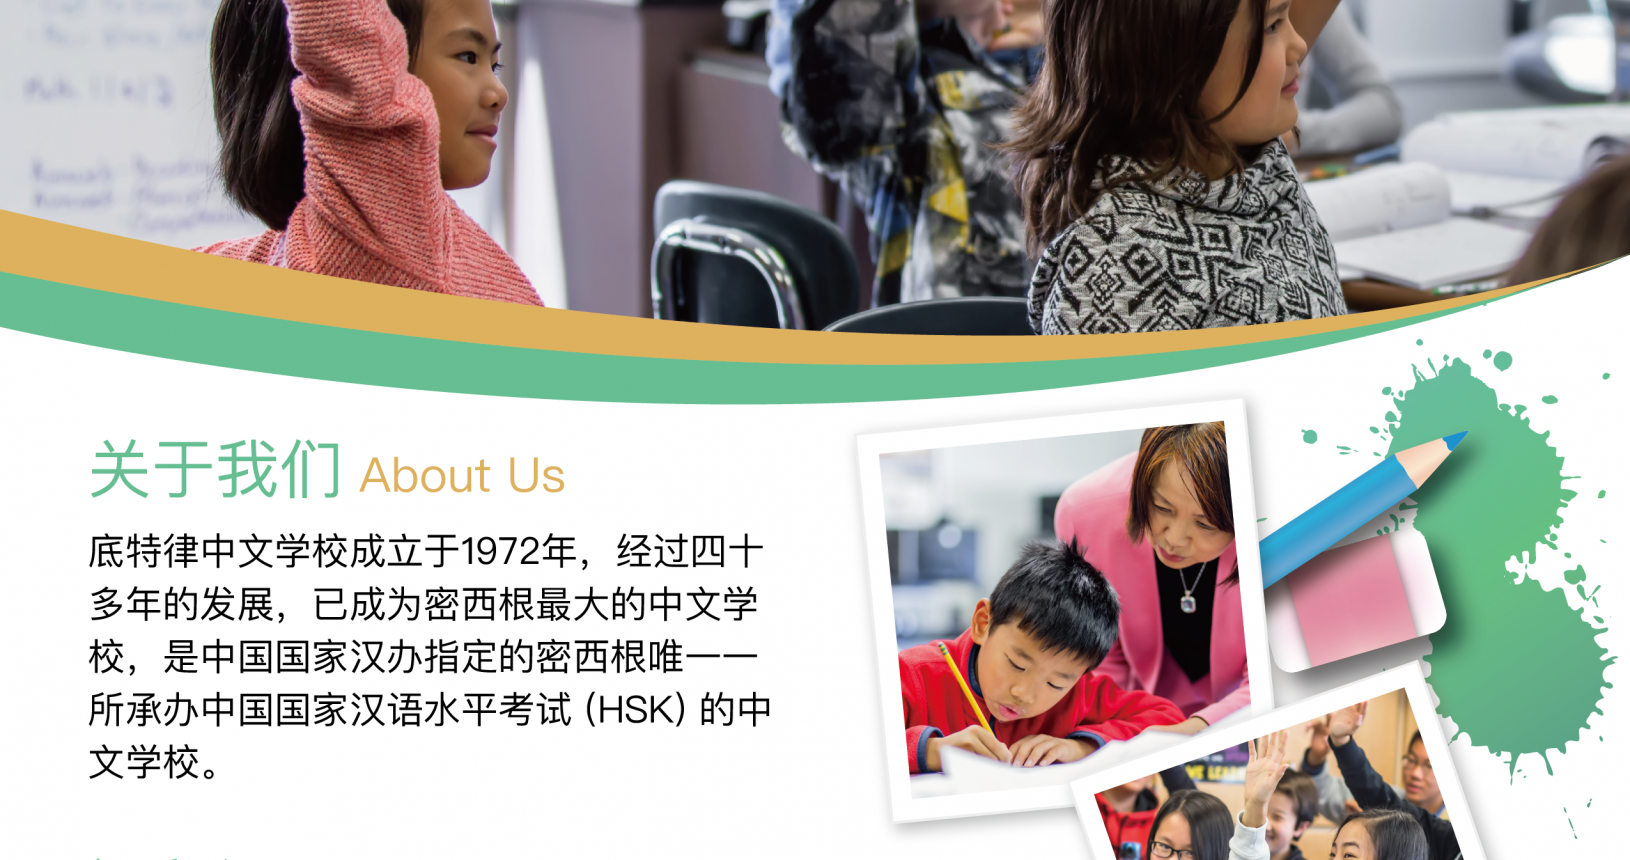 关于我们 About Us
底特律中文学校成立于1972年，经过四十
多年的发展，已成为密西根最大的中文学
校，是中国国家汉办指定的密西根唯一一
所承办中国国家汉语水平考试（HSK）的中
文学校。